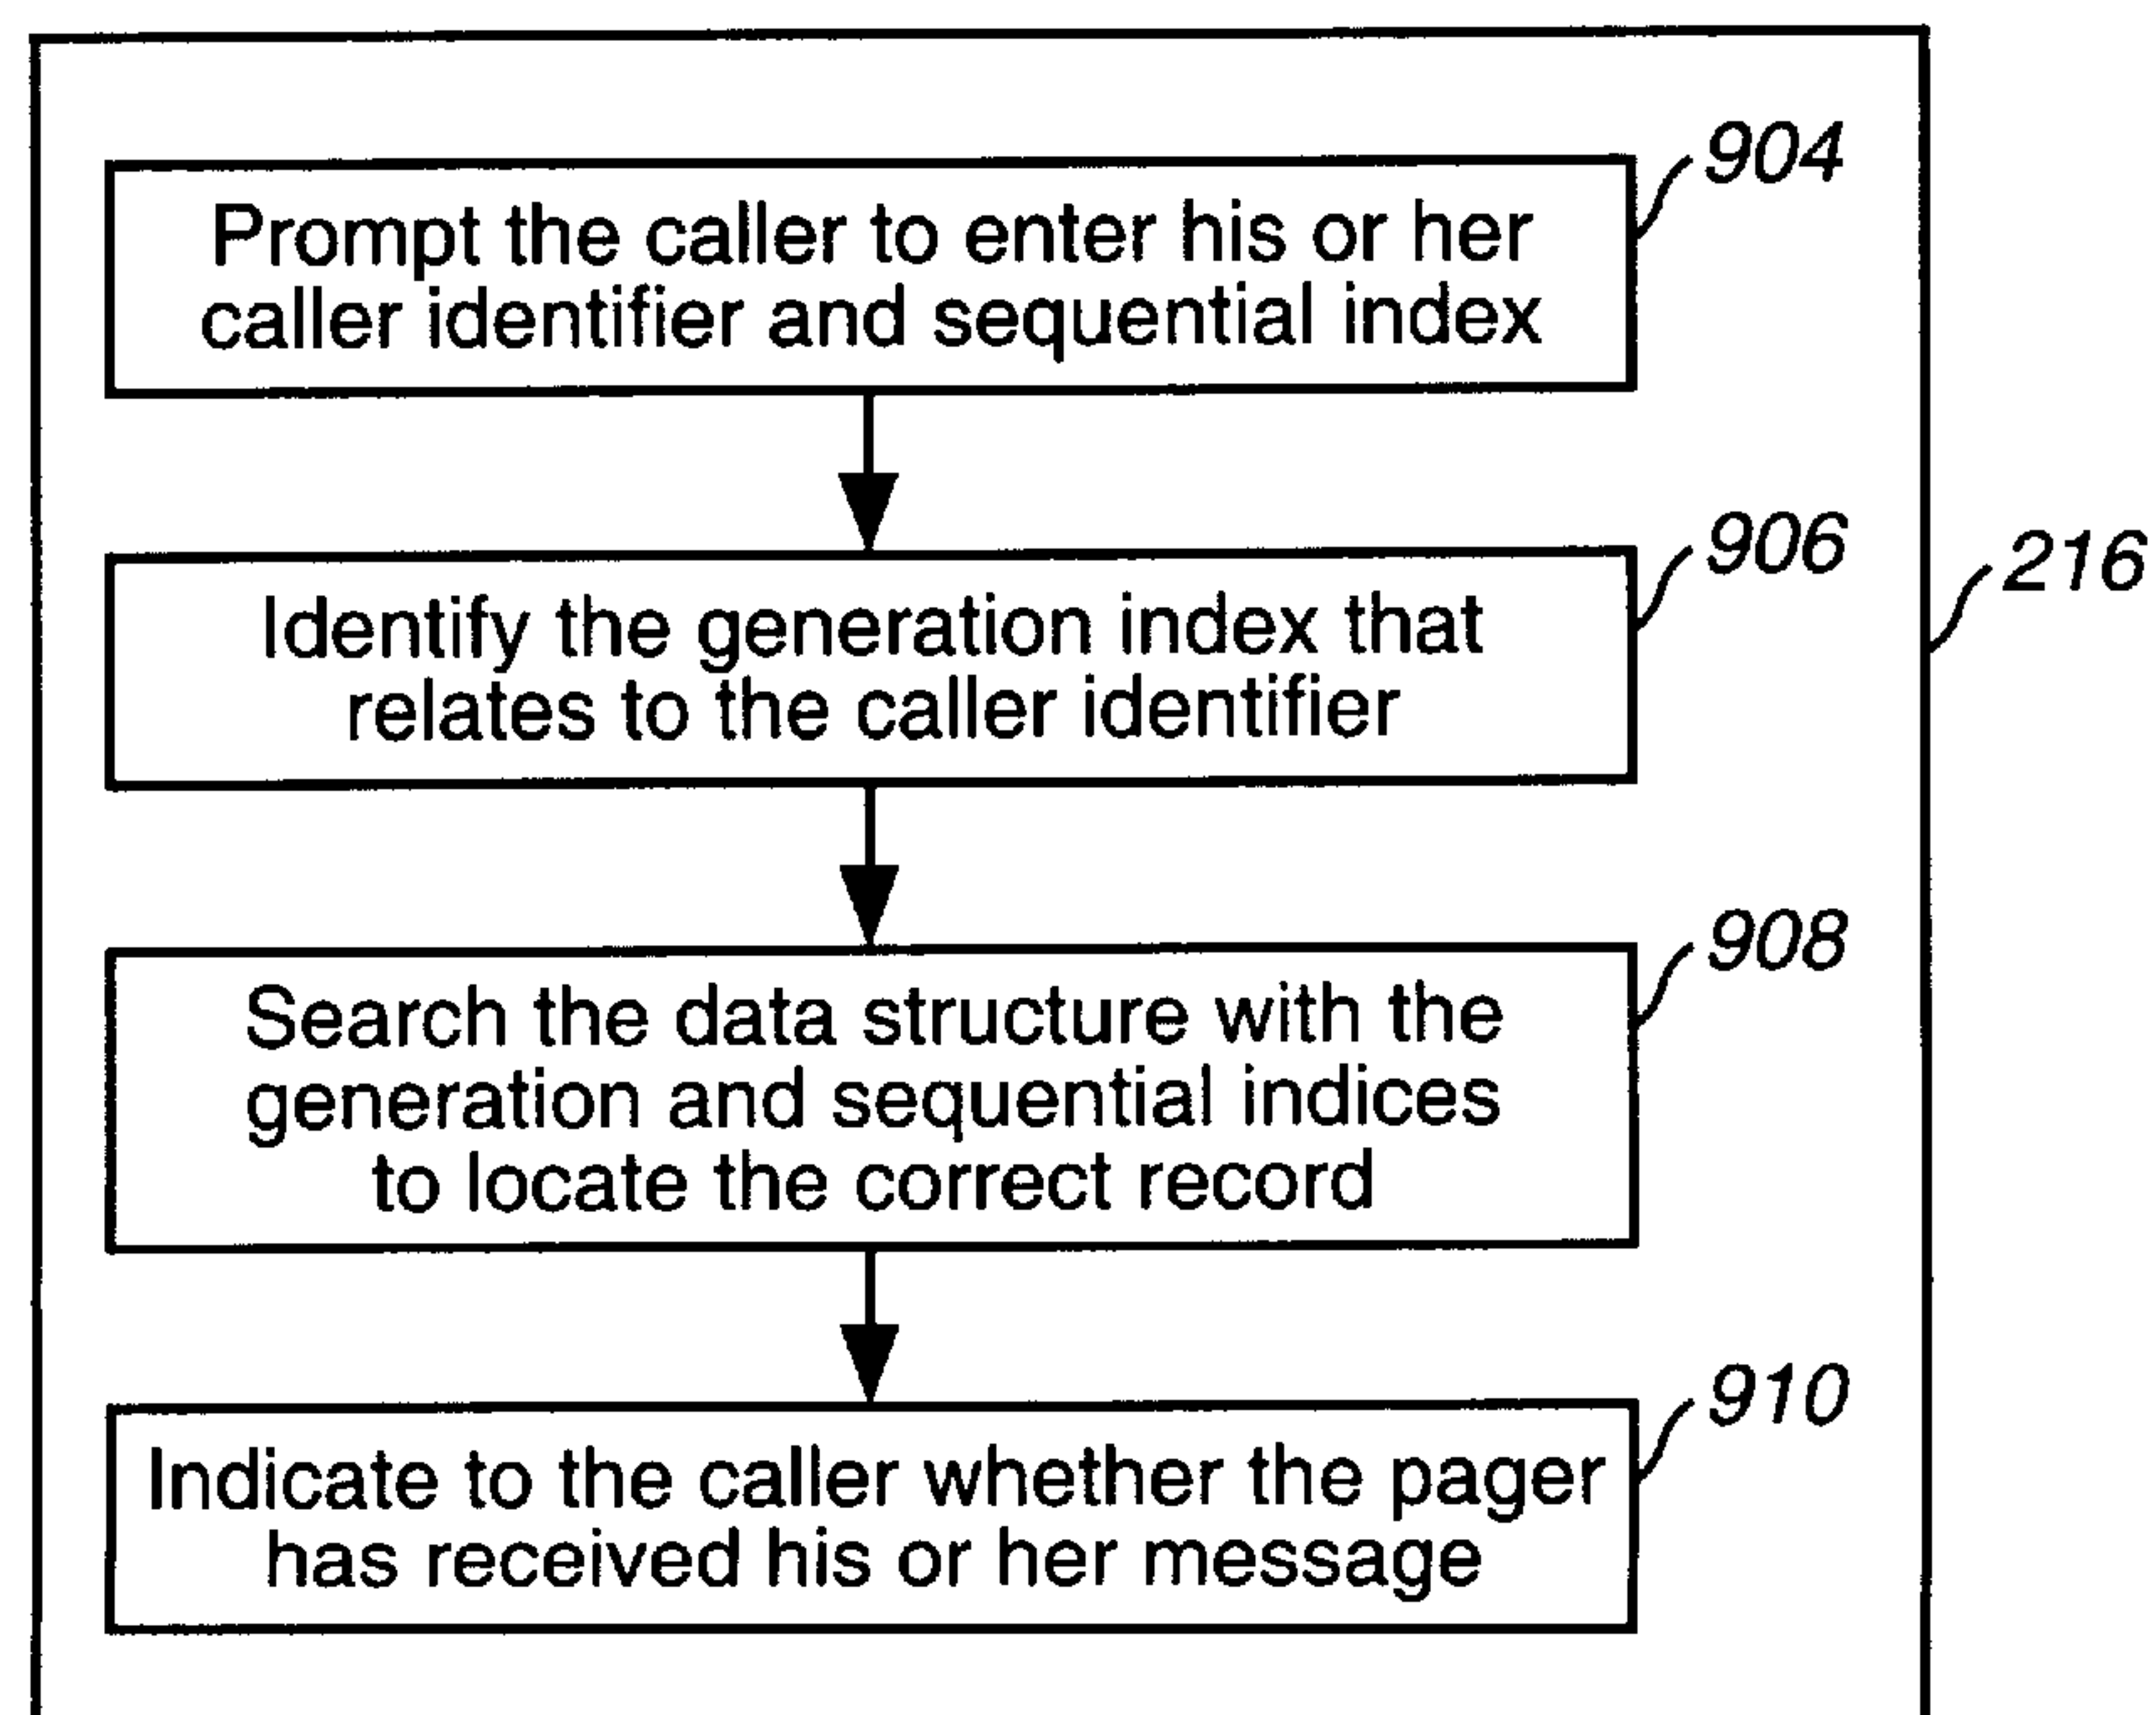 904
Prompt the caller to enter his or her
caller identifier and sequential index
906
216
Identify the generation index that
relates to the caller identifier
908
Search the data structure with the
generation and sequential indices
to locate the correct record
910
Indicate to the caller whether the pager
has received his or her message